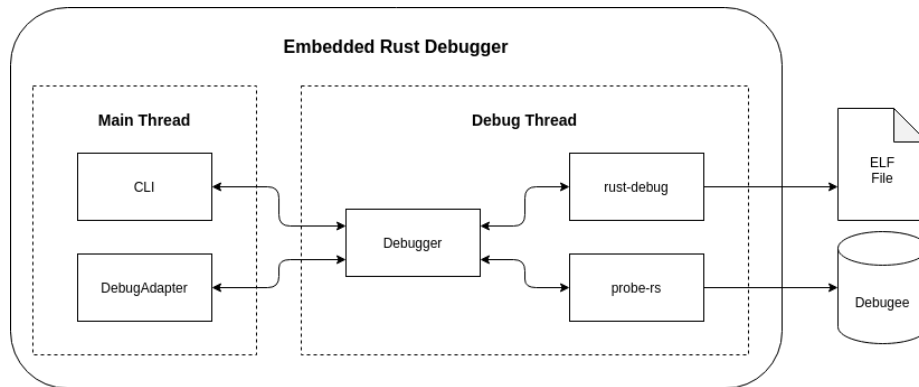 Embedded Rust Debugger
Main Thread
Debug Thread
CLI
rust-debug
ELF
File
Debugger
DebugAdapter
probe-rs
Debugee